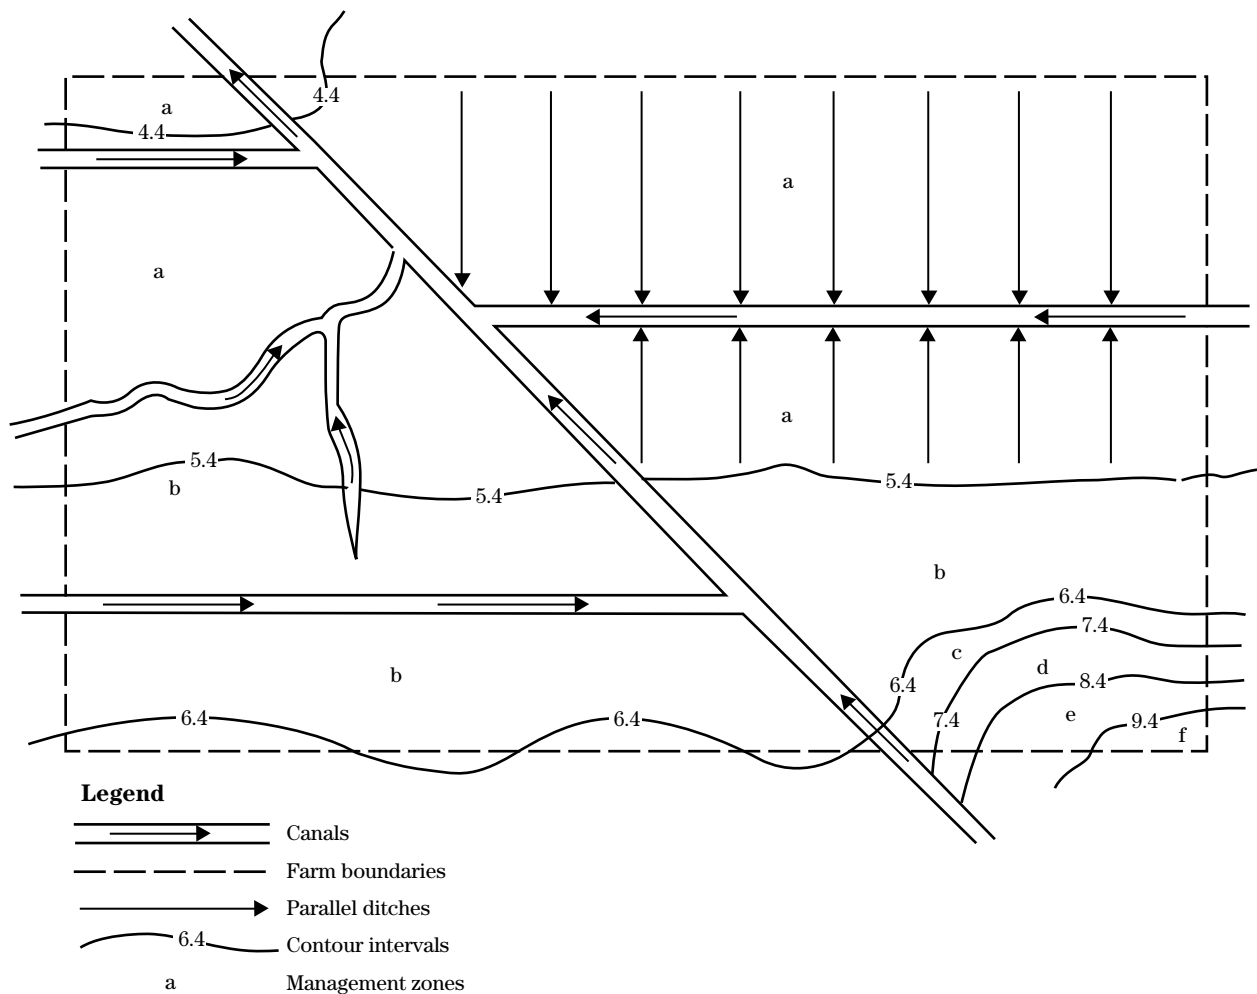 4.4
a
4.4
a
a
a
5.4
b
5.4
5.4
b
6.4
7.4
c
d
b
6.4
8.4
6.4
6.4
7.4
e
9.4
f
Legend
Canals
Farm boundaries
Parallel ditches
6.4
Contour intervals
a
Management zones